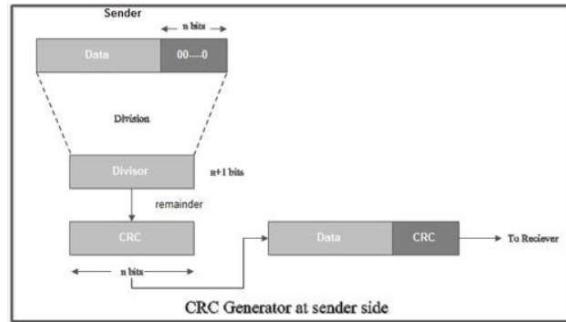 Sender
n bits
Data 00----0
Division
Divisor n+1 bits
remainder
CRC Data CRC To Reciever
n bits
CRC Generator at sender side